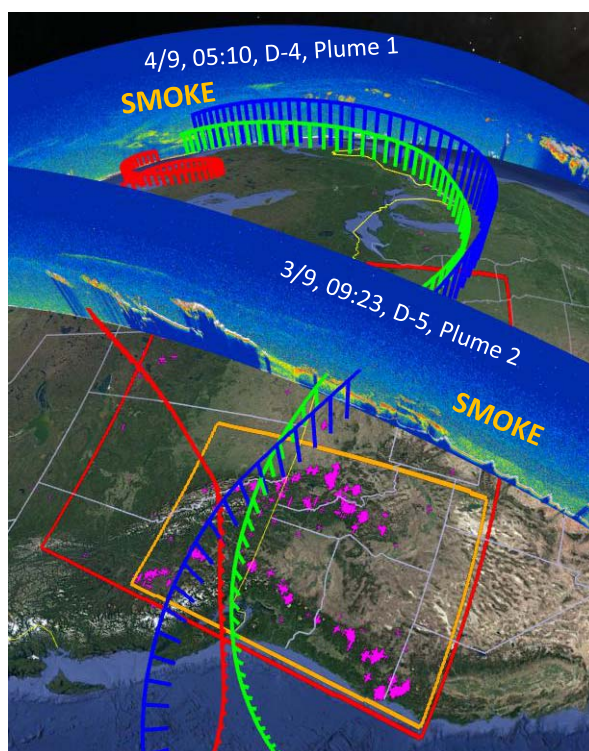 4/9, 05:10, D-4, Plume 1
SMOKE
3/9, 09:23, D-5, Plume 2
SMOKE